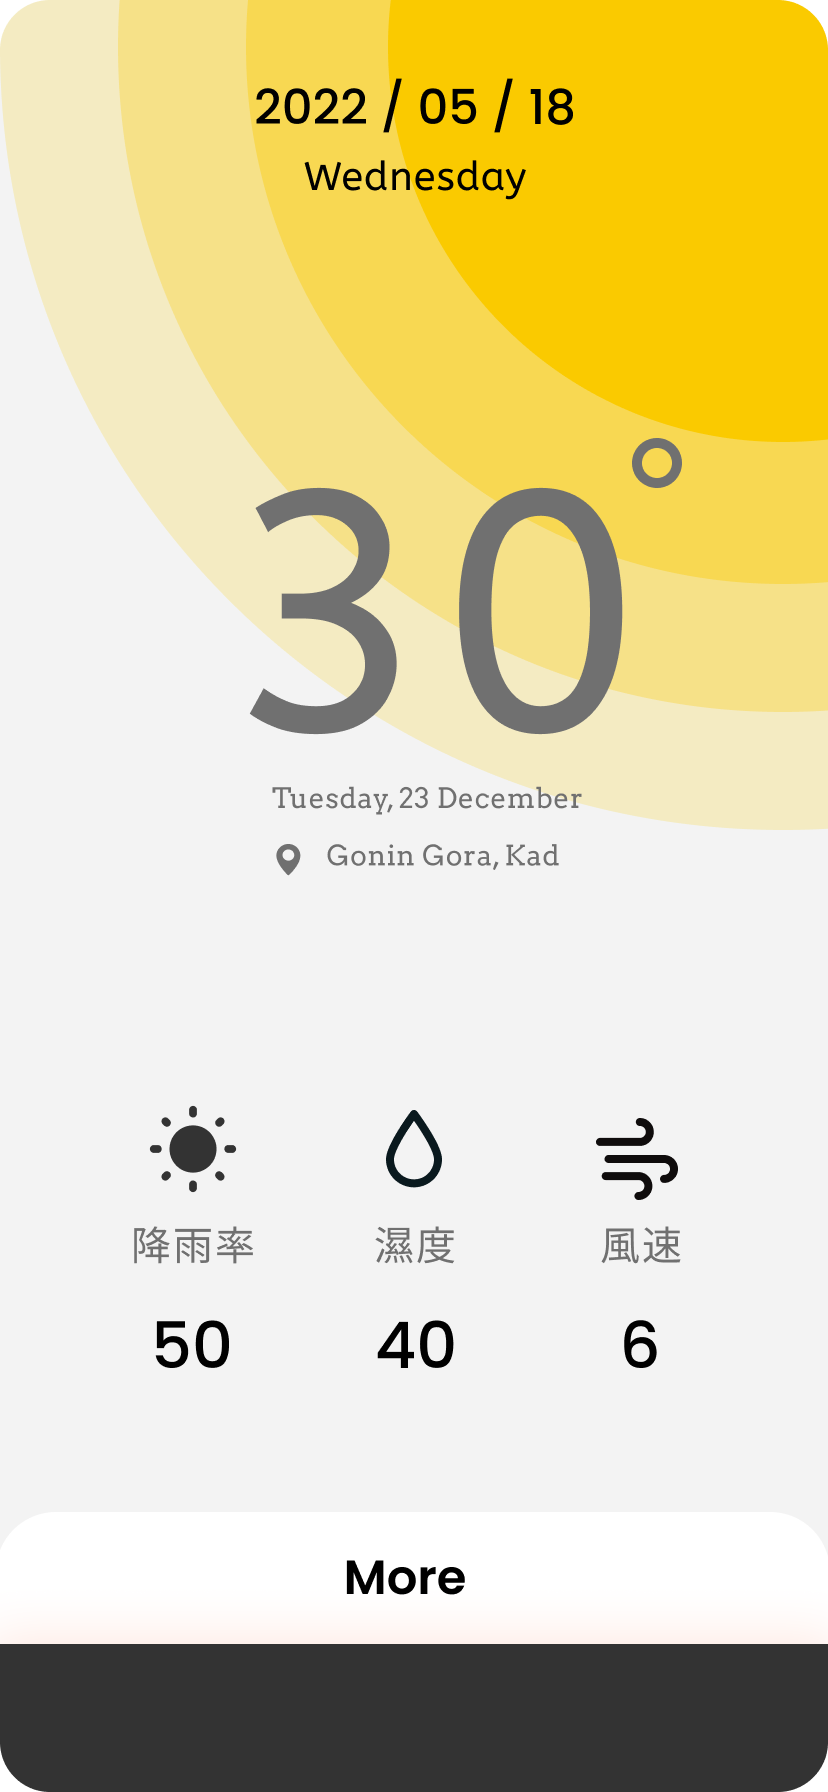 2022 / 05 / 18
Wednesday
30°
Tuesday, 23 December
Gonin Gora, Kad
降雨率 濕度 風速
50 40 6
More